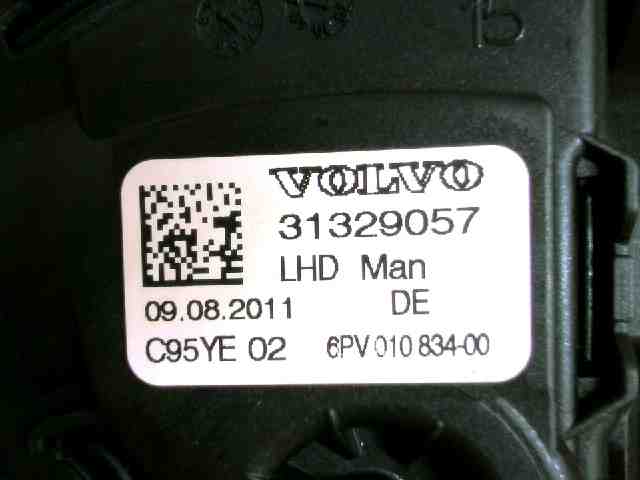 VOLVO
31329057
LHD Man
09.08.2011 DE
C95YE 02 6PV 010 834-00